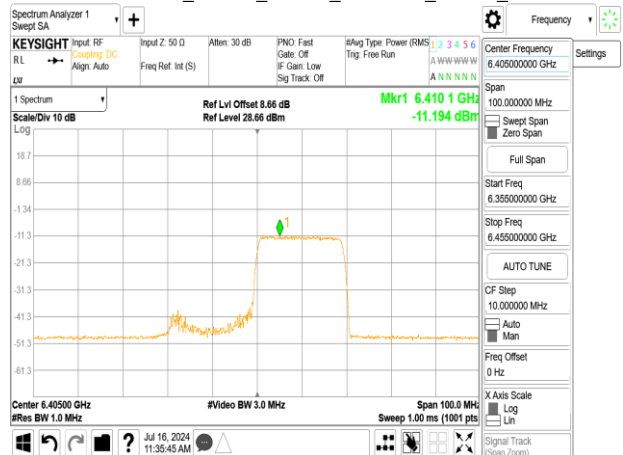 Spectrum Analyzer 1
Swept SA
Frequency
KEYSIGHT
RL
Input: RF
Coupling: DC
Align: Auto
Input Z: 50 Ω
Freq Ref: Int (S)
Atten: 30 dB
PNO: Fast
Gate: Off
IF Gain: Low
Sig Track: Off
#Avg Type: Power (RMS
Trig: Free Run
1 2 3 4 5 6
A W W W W W
A N N N N N
1 Spectrum
Scale/Div 10 dB
Log
Ref Lvl Offset 8.66 dB
Ref Level 28.66 dBm
Mkr1 6.410 1 GHz
-11.194 dBm
18.7
8.66
-1.34
-11.3
-21.3
-31.3
-41.3
-51.3
-61.3
1
Center 6.40500 GHz
#Res BW 1.0 MHz
#Video BW 3.0 MHz
Span 100.0 MHz
Sweep 1.00 ms (1001 pts
Jul 16, 2024
11:35:45 AM
Center Frequency
6.405000000 GHz
Settings
Span
100.000000 MHz
Swept Span
Zero Span
Full Span
Start Freq
6.355000000 GHz
Stop Freq
6.455000000 GHz
AUTO TUNE
CF Step
10.000000 MHz
Auto
Man
Freq Offset
0 Hz
X Axis Scale
Log
Lin
Signal Track
(Span Zoom)